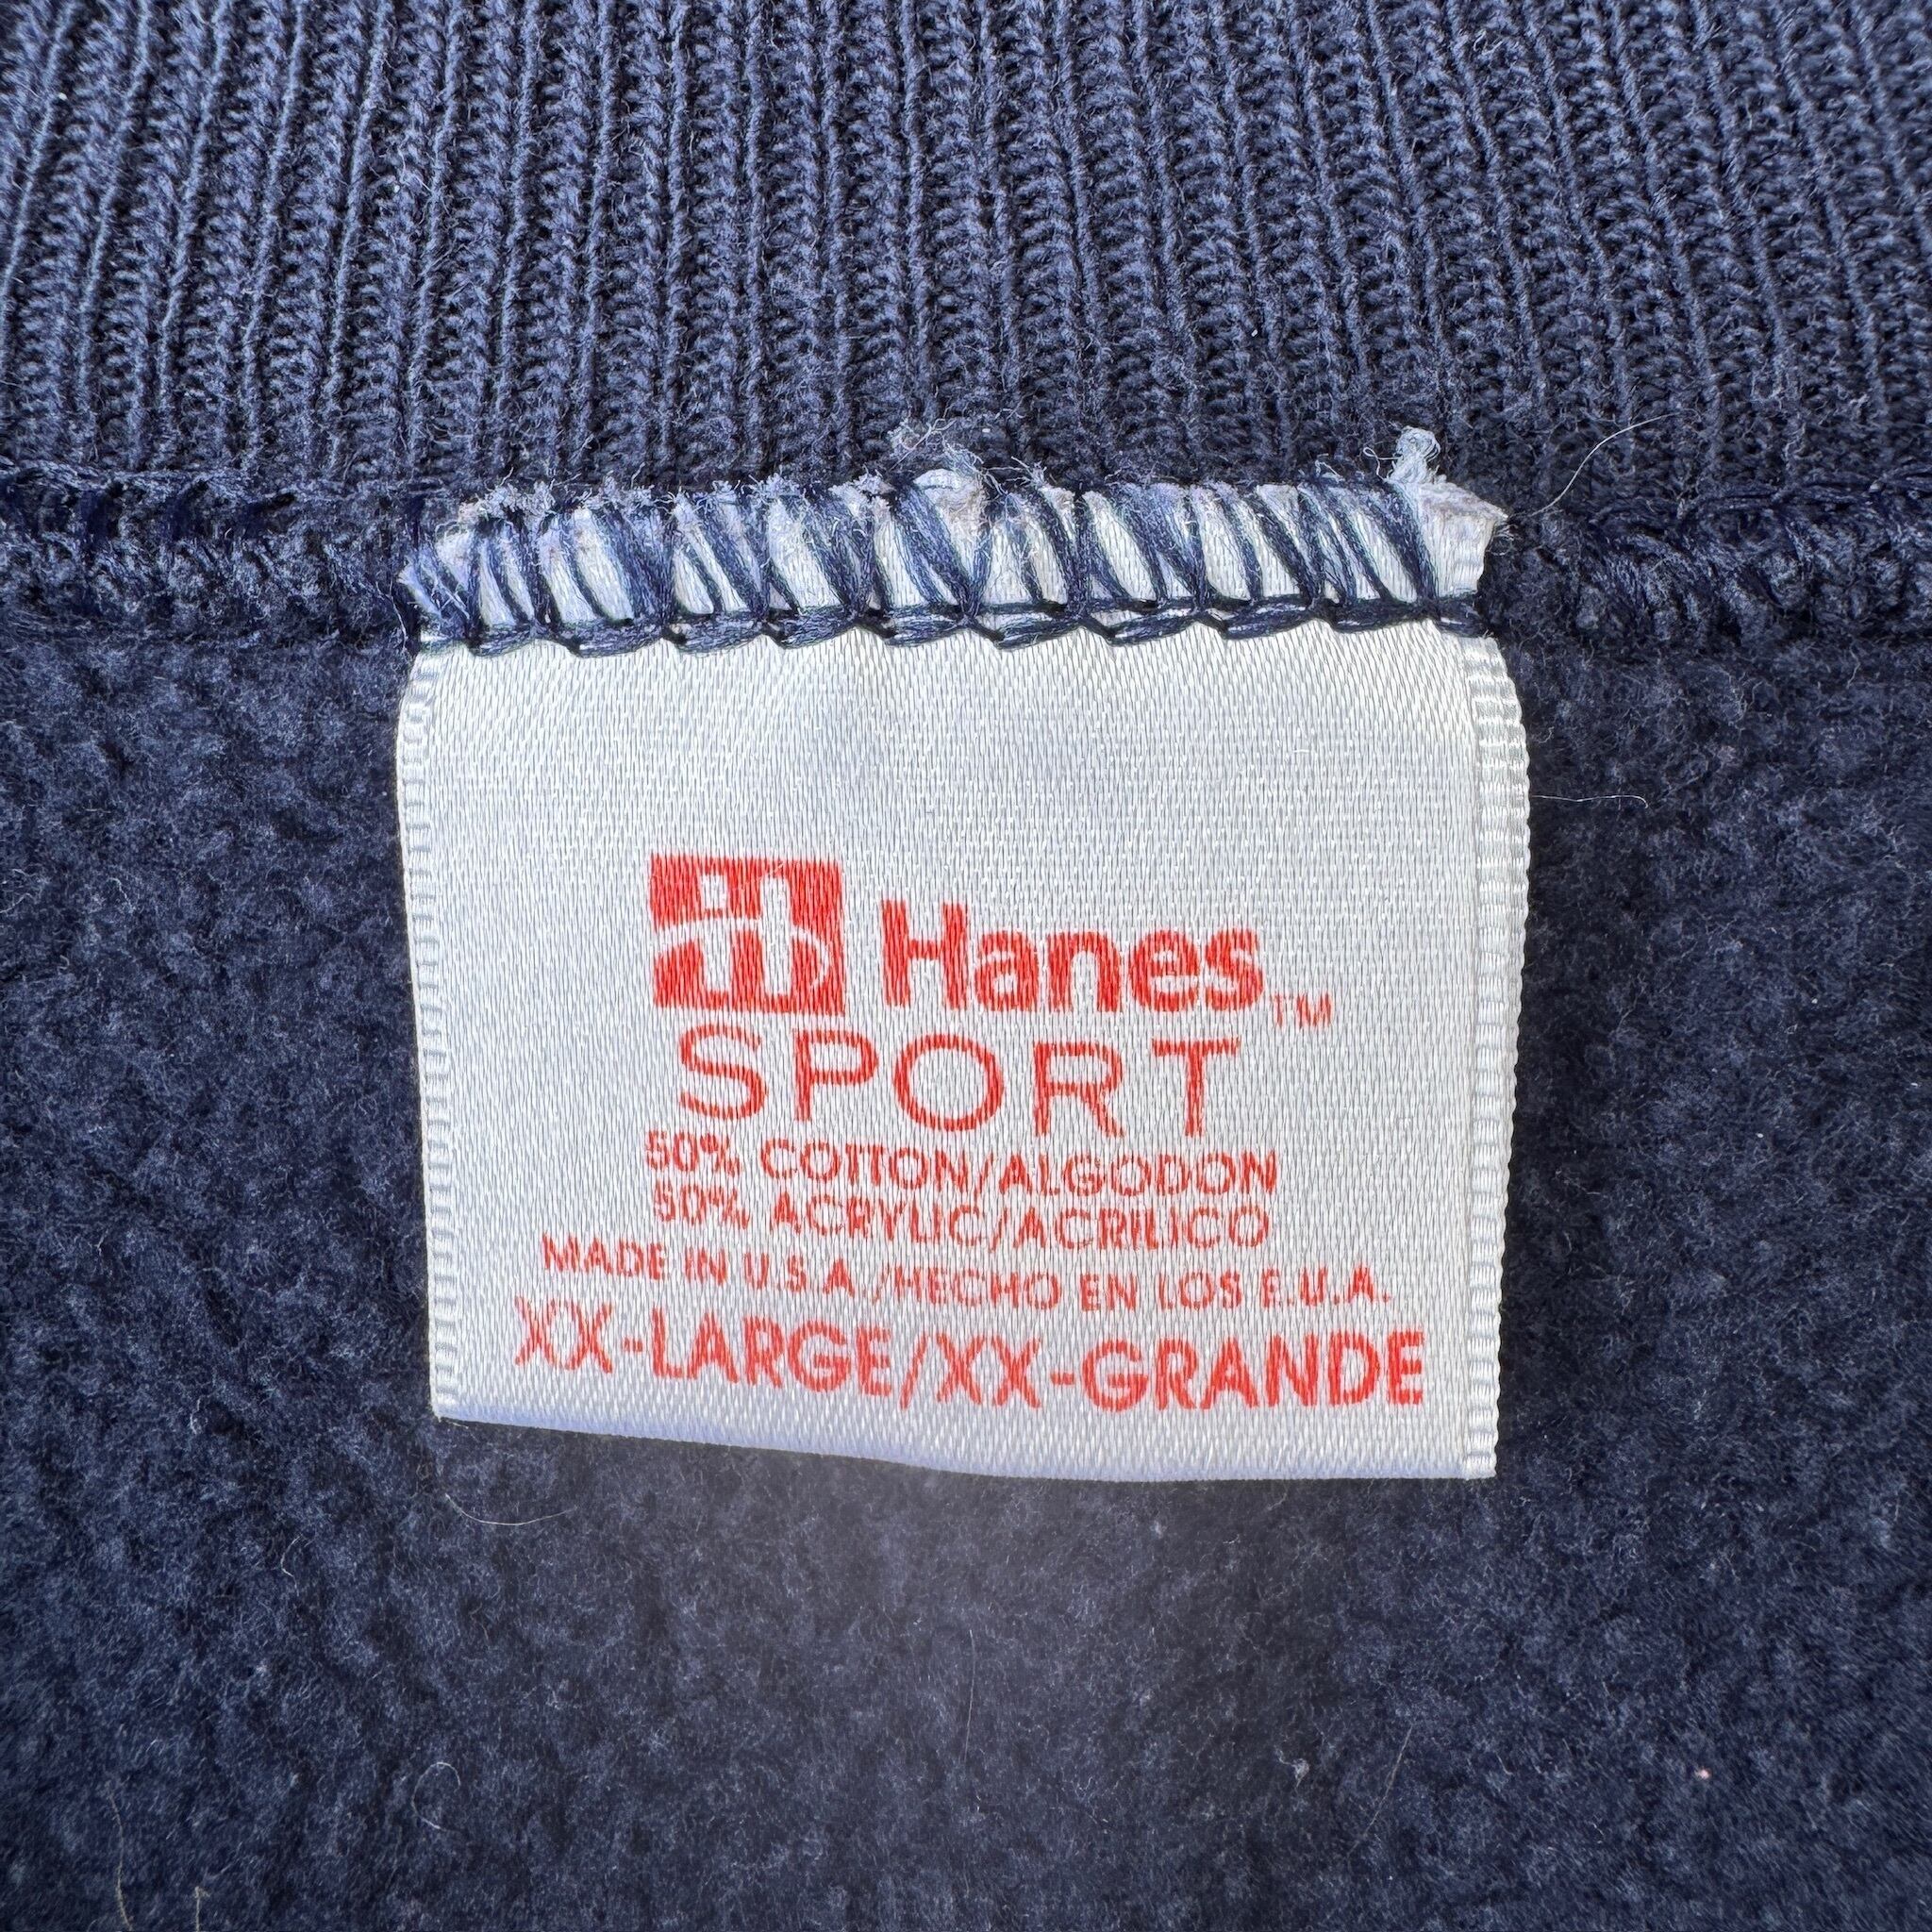 Hanes™
SPORT
50% COTTON/ALGODON
50% ACRYLIC/ACRILICO
MADE IN U.S.A./HECHO EN LOS E.U.A.
XX-LARGE/XX-GRANDE